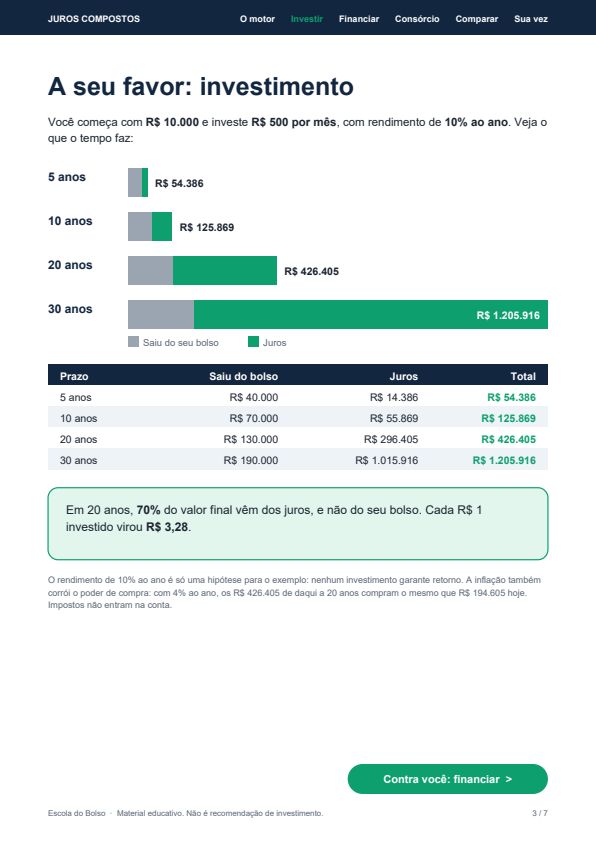 JUROS COMPOSTOS O motor Investir Financiar Consórcio Comparar Sua vez
A seu favor: investimento
Você começa com R$ 10.000 e investe R$ 500 por mês, com rendimento de 10% ao ano. Veja o
que o tempo faz:
5 anos R$ 54.386
10 anos R$ 125.869
20 anos R$ 426.405
30 anos R$ 1.205.916
Saiu do seu bolso Juros
Prazo Saiu do bolso Juros Total
5 anos R$ 40.000 R$ 14.386 R$ 54.386
10 anos R$ 70.000 R$ 55.869 R$ 125.869
20 anos R$ 130.000 R$ 296.405 R$ 426.405
30 anos R$ 190.000 R$ 1.015.916 R$ 1.205.916
Em 20 anos, 70% do valor final vêm dos juros, e não do seu bolso. Cada R$ 1
investido virou R$ 3,28.
O rendimento de 10% ao ano é só uma hipótese para o exemplo: nenhum investimento garante retorno. A inflação também
corrói o poder de compra: com 4% ao ano, os R$ 426.405 de daqui a 20 anos compram o mesmo que R$ 194.605 hoje.
Impostos não entram na conta.
Contra você: financiar >
Escola do Bolso · Material educativo. Não é recomendação de investimento. 3 / 7